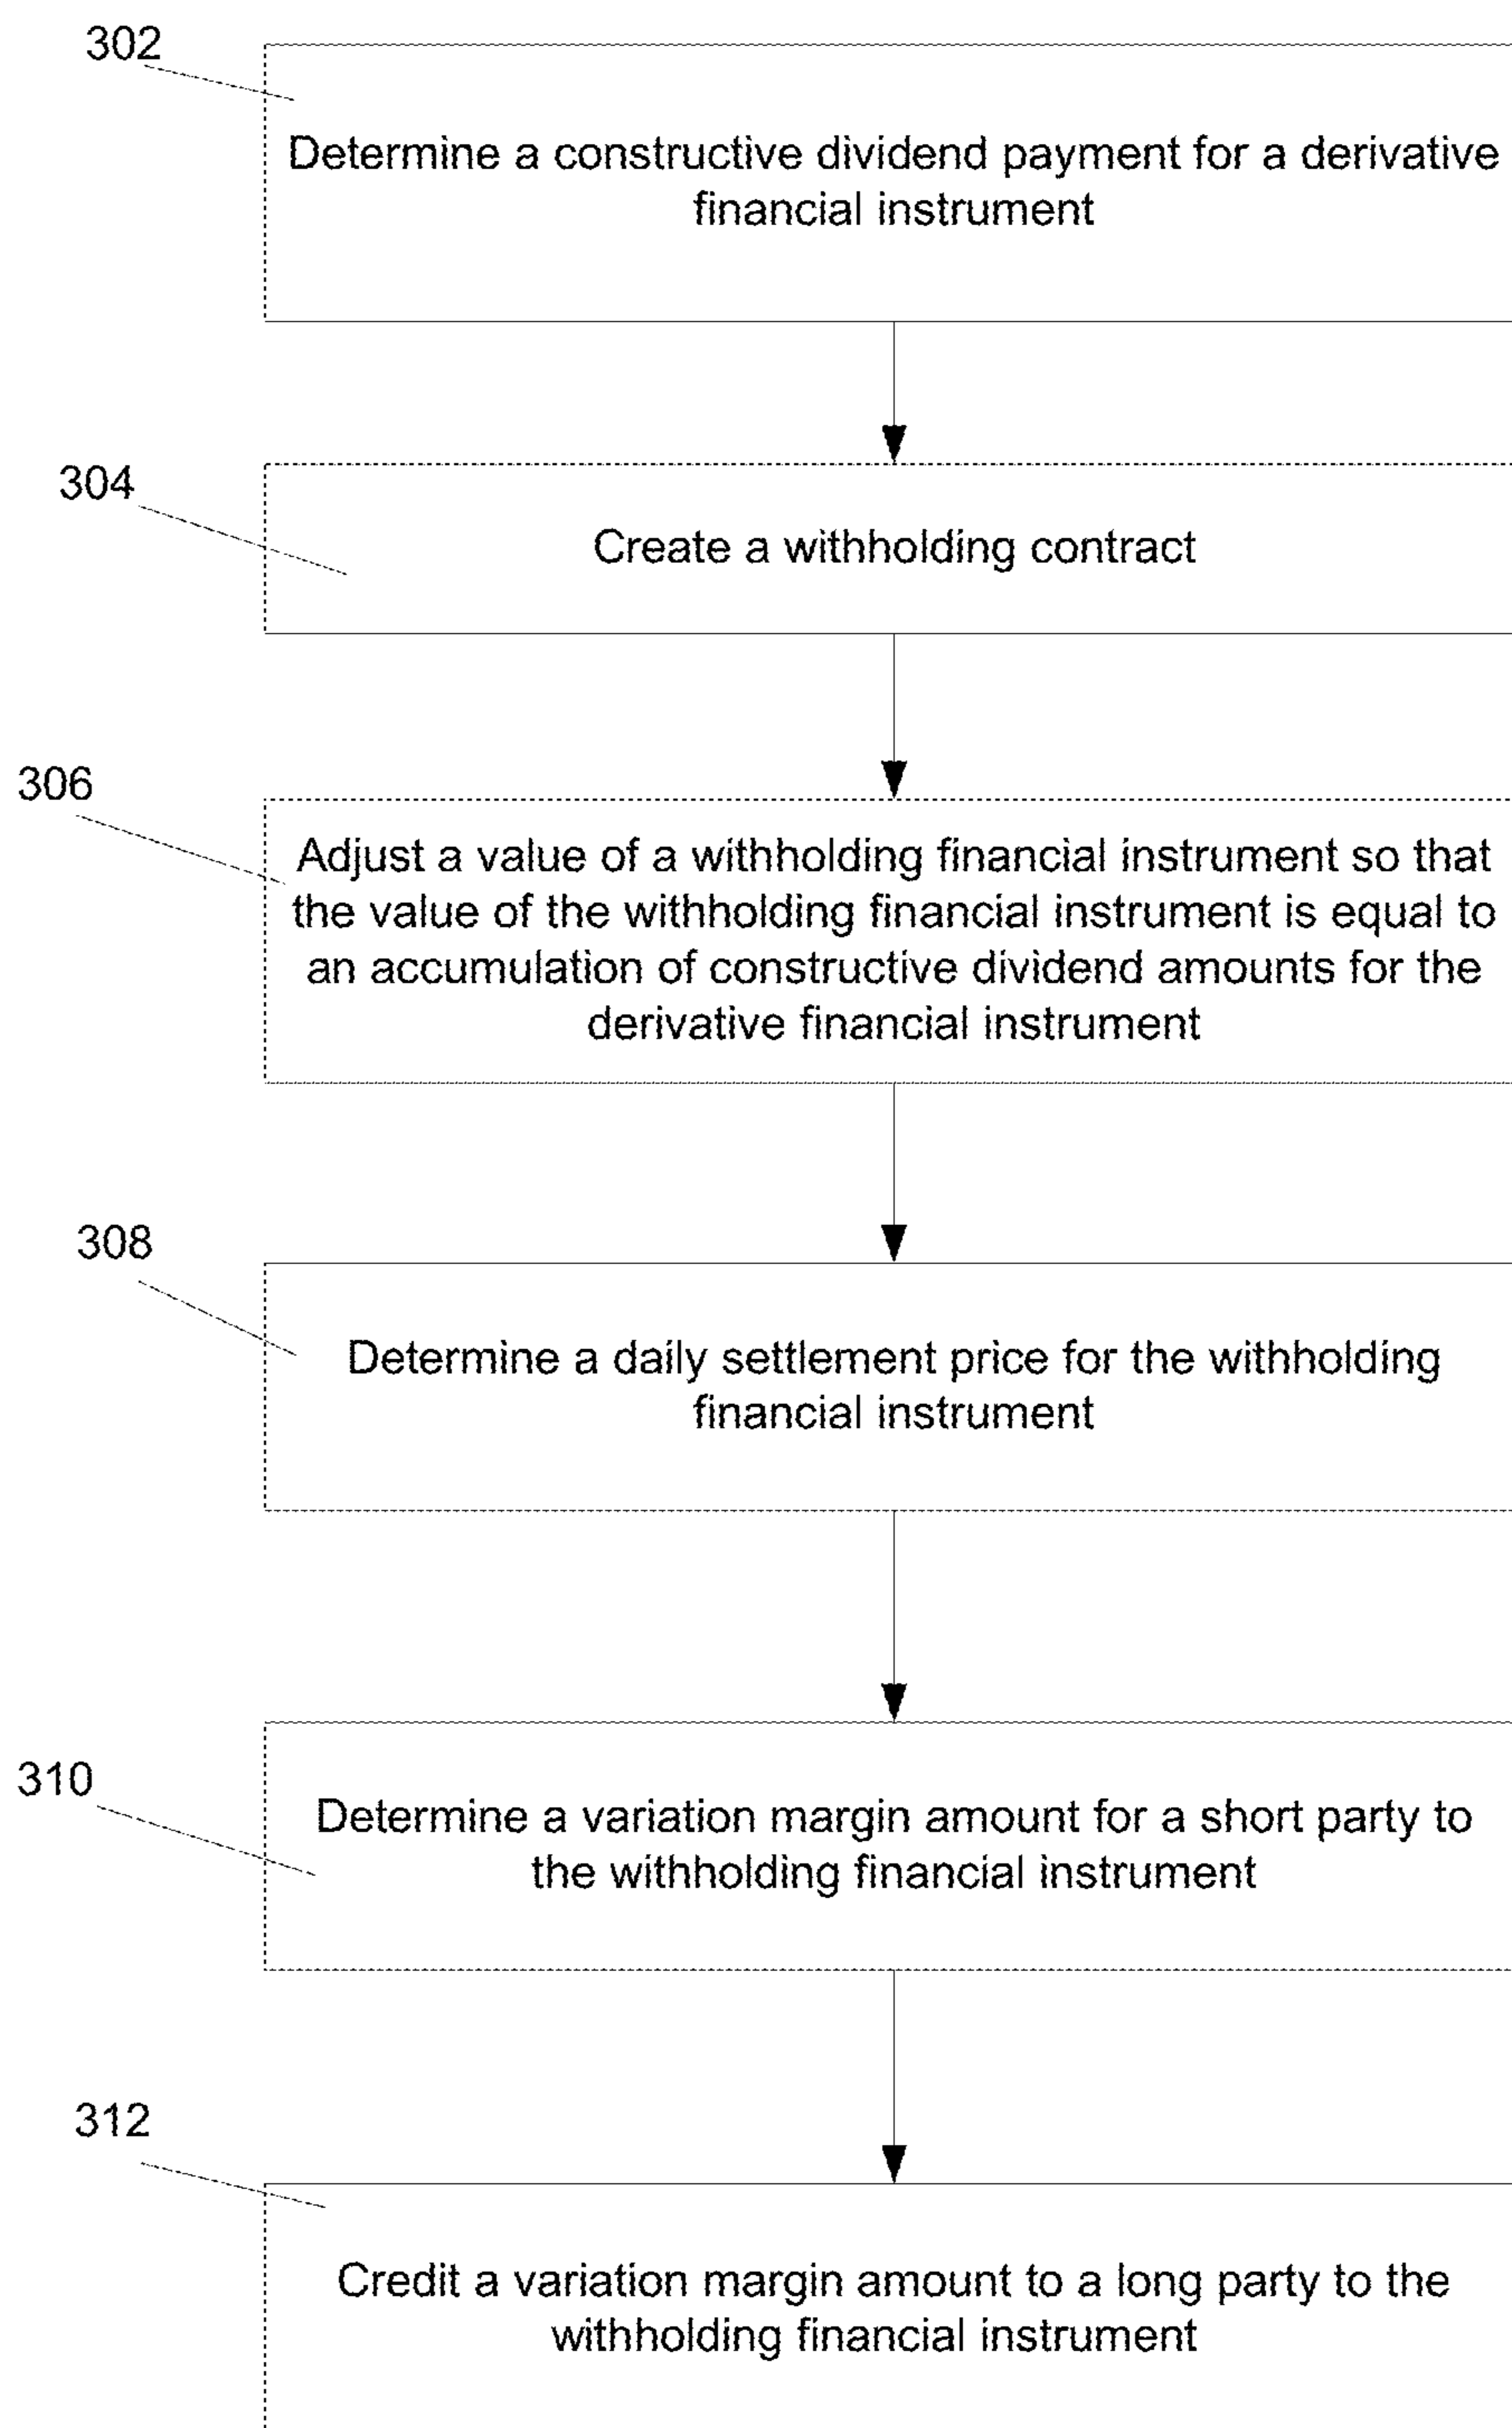 302
Determine a constructive dividend payment for a derivative
financial instrument
304
Create a withholding contract
306
Adjust a value of a withholding financial instrument so that
the value of the withholding financial instrument is equal to
an accumulation of constructive dividend amounts for the
derivative financial instrument
308
Determine a daily settlement price for the withholding
financial instrument
310
Determine a variation margin amount for a short party to
the withholding financial instrument
312
Credit a variation margin amount to a long party to the
withholding financial instrument